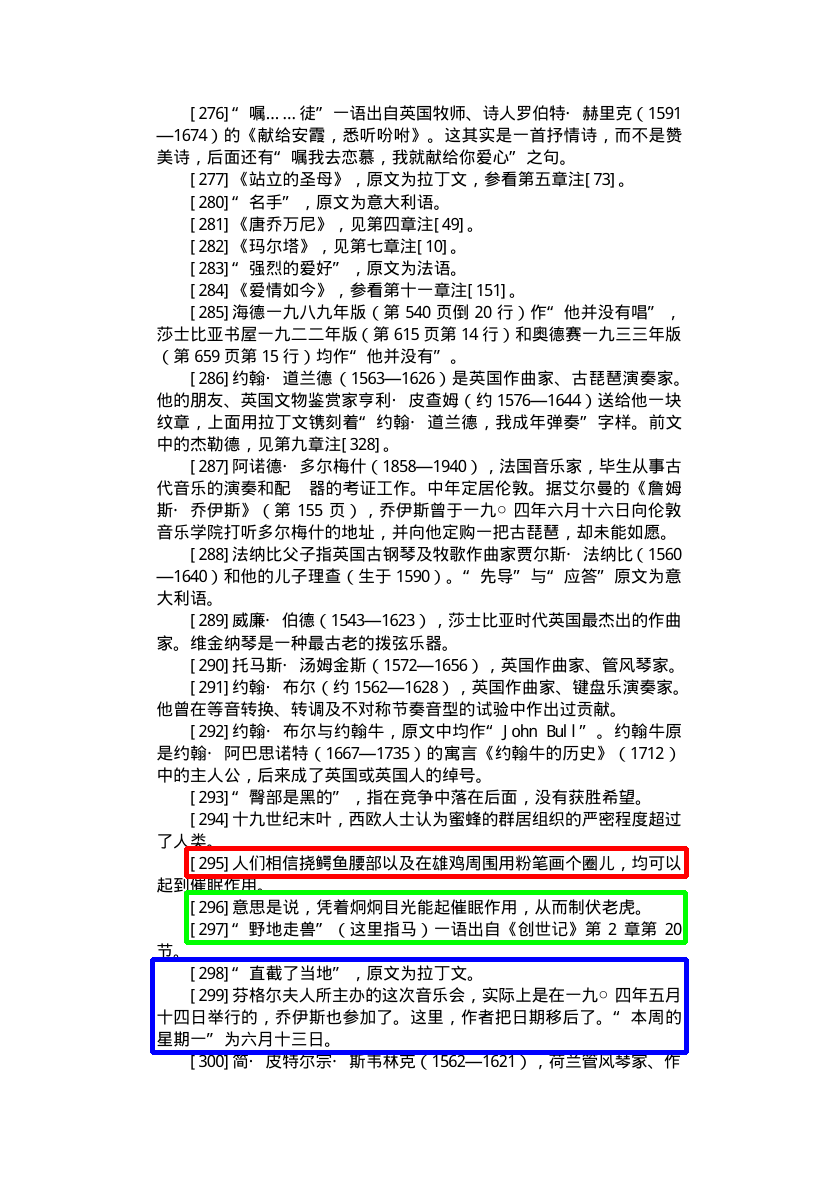 [276]“嘱……徒”一语出自英国牧师、诗人罗伯特·赫里克（1591
—1674）的《献给安霞，悉听吩咐》。这其实是一首抒情诗，而不是赞
美诗，后面还有“嘱我去恋慕，我就献给你爱心”之句。
[277]《站立的圣母》，原文为拉丁文，参看第五章注[73]。
[280]“名手”，原文为意大利语。
[281]《唐乔万尼》，见第四章注[49]。
[282]《玛尔塔》，见第七章注[10]。
[283]“强烈的爱好”，原文为法语。
[284]《爱情如今》，参看第十一章注[151]。
[285]海德一九八九年版（第 540 页倒 20 行）作“他并没有唱”，
莎士比亚书屋一九二二年版（第 615 页第 14 行）和奥德赛一九三三年版
（第 659 页第 15 行）均作“他并没有”。
[286]约翰·道兰德（1563—1626）是英国作曲家、古琵琶演奏家。
他的朋友、英国文物鉴赏家亨利·皮查姆（约 1576—1644）送给他一块
纹章，上面用拉丁文镌刻着“约翰·道兰德，我成年弹奏”字样。前文
中的杰勒德，见第九章注[328]。
[287]阿诺德·多尔梅什（1858—1940），法国音乐家，毕生从事古
代音乐的演奏和配　器的考证工作。中年定居伦敦。据艾尔曼的《詹姆
斯·乔伊斯》（第 155 页），乔伊斯曾于一九○四年六月十六日向伦敦
音乐学院打听多尔梅什的地址，并向他定购一把古琵琶，却未能如愿。
[288]法纳比父子指英国古钢琴及牧歌作曲家贾尔斯·法纳比（1560
—1640）和他的儿子理查（生于 1590）。“先导”与“应答”原文为意
大利语。
[289]威廉·伯德（1543—1623），莎士比亚时代英国最杰出的作曲
家。维金纳琴是一种最古老的拨弦乐器。
[290]托马斯·汤姆金斯（1572—1656），英国作曲家、管风琴家。
[291]约翰·布尔（约 1562—1628），英国作曲家、键盘乐演奏家。
他曾在等音转换、转调及不对称节奏音型的试验中作出过贡献。
[292]约翰·布尔与约翰牛，原文中均作“John Bull”。约翰牛原
是约翰·阿巴思诺特（1667—1735）的寓言《约翰牛的历史》（1712）
中的主人公，后来成了英国或英国人的绰号。
[293]“臀部是黑的”，指在竞争中落在后面，没有获胜希望。
[294]十九世纪末叶，西欧人士认为蜜蜂的群居组织的严密程度超过
了人类。
[295]人们相信挠鳄鱼腰部以及在雄鸡周围用粉笔画个圈儿，均可以
起到催眠作用。
[296]意思是说，凭着炯炯目光能起催眠作用，从而制伏老虎。
[297]“野地走兽”（这里指马）一语出自《创世记》第 2 章第 20
节。
[298]“直截了当地”，原文为拉丁文。
[299]芬格尔夫人所主办的这次音乐会，实际上是在一九○四年五月
十四日举行的，乔伊斯也参加了。这里，作者把日期移后了。“本周的
星期一”为六月十三日。
[300]简·皮特尔宗·斯韦林克（1562—1621），荷兰管风琴家、作